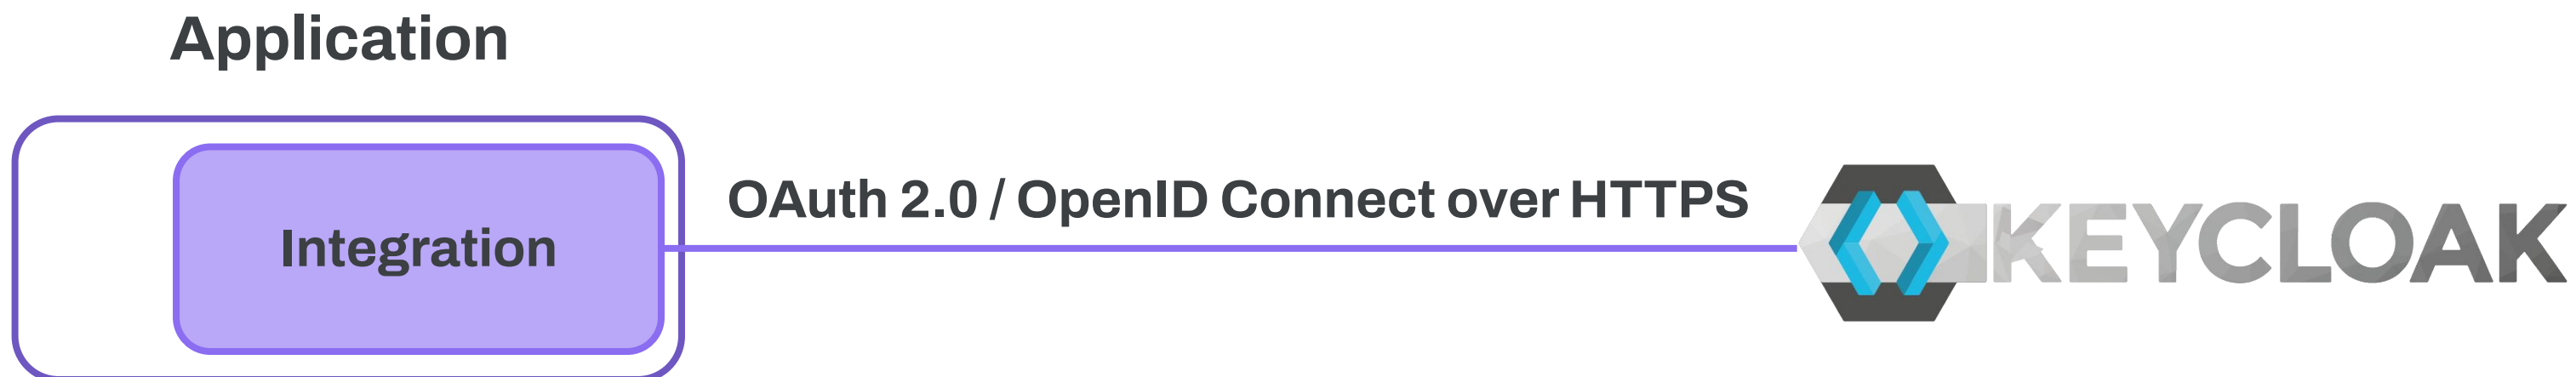 Application
OAuth 2.0 / OpenID Connect over HTTPS
Integration
KEYCLOAK